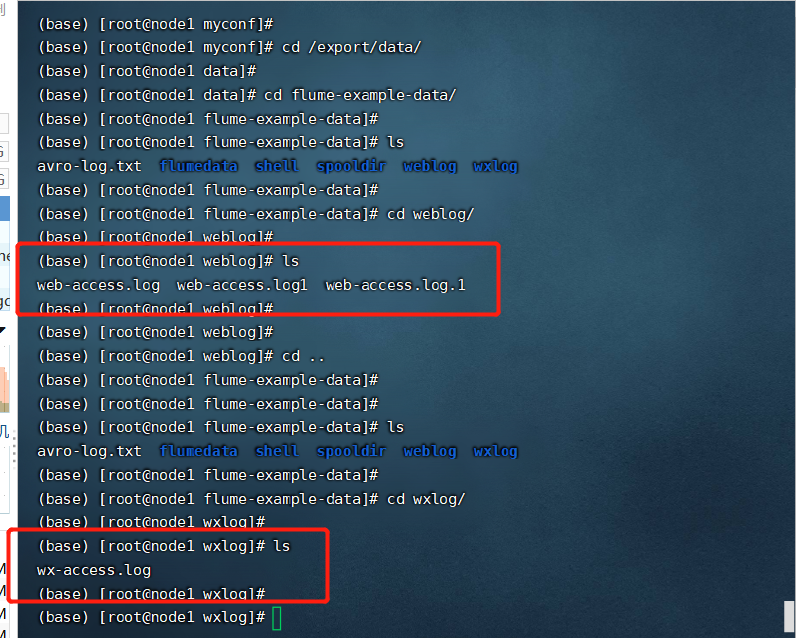 (base) [root@node1 myconf]#
(base) [root@node1 myconf]# cd /export/data/
(base) [root@node1 data]#
(base) [root@node1 data]# cd flume-example-data/
(base) [root@node1 flume-example-data]#
(base) [root@node1 flume-example-data]# ls
avro-log.txt  flumedata  shell  spooldir  weblog  wxlog
(base) [root@node1 flume-example-data]#
(base) [root@node1 flume-example-data]# cd weblog/
(base) [root@node1 weblog]#
(base) [root@node1 weblog]# ls
web-access.log  web-access.log1  web-access.log.1
(base) [root@node1 weblog]#
(base) [root@node1 weblog]#
(base) [root@node1 weblog]# cd ..
(base) [root@node1 flume-example-data]#
(base) [root@node1 flume-example-data]#
(base) [root@node1 flume-example-data]# ls
avro-log.txt  flumedata  shell  spooldir  weblog  wxlog
(base) [root@node1 flume-example-data]#
(base) [root@node1 flume-example-data]# cd wxlog/
(base) [root@node1 wxlog]#
(base) [root@node1 wxlog]# ls
wx-access.log
(base) [root@node1 wxlog]#
(base) [root@node1 wxlog]#